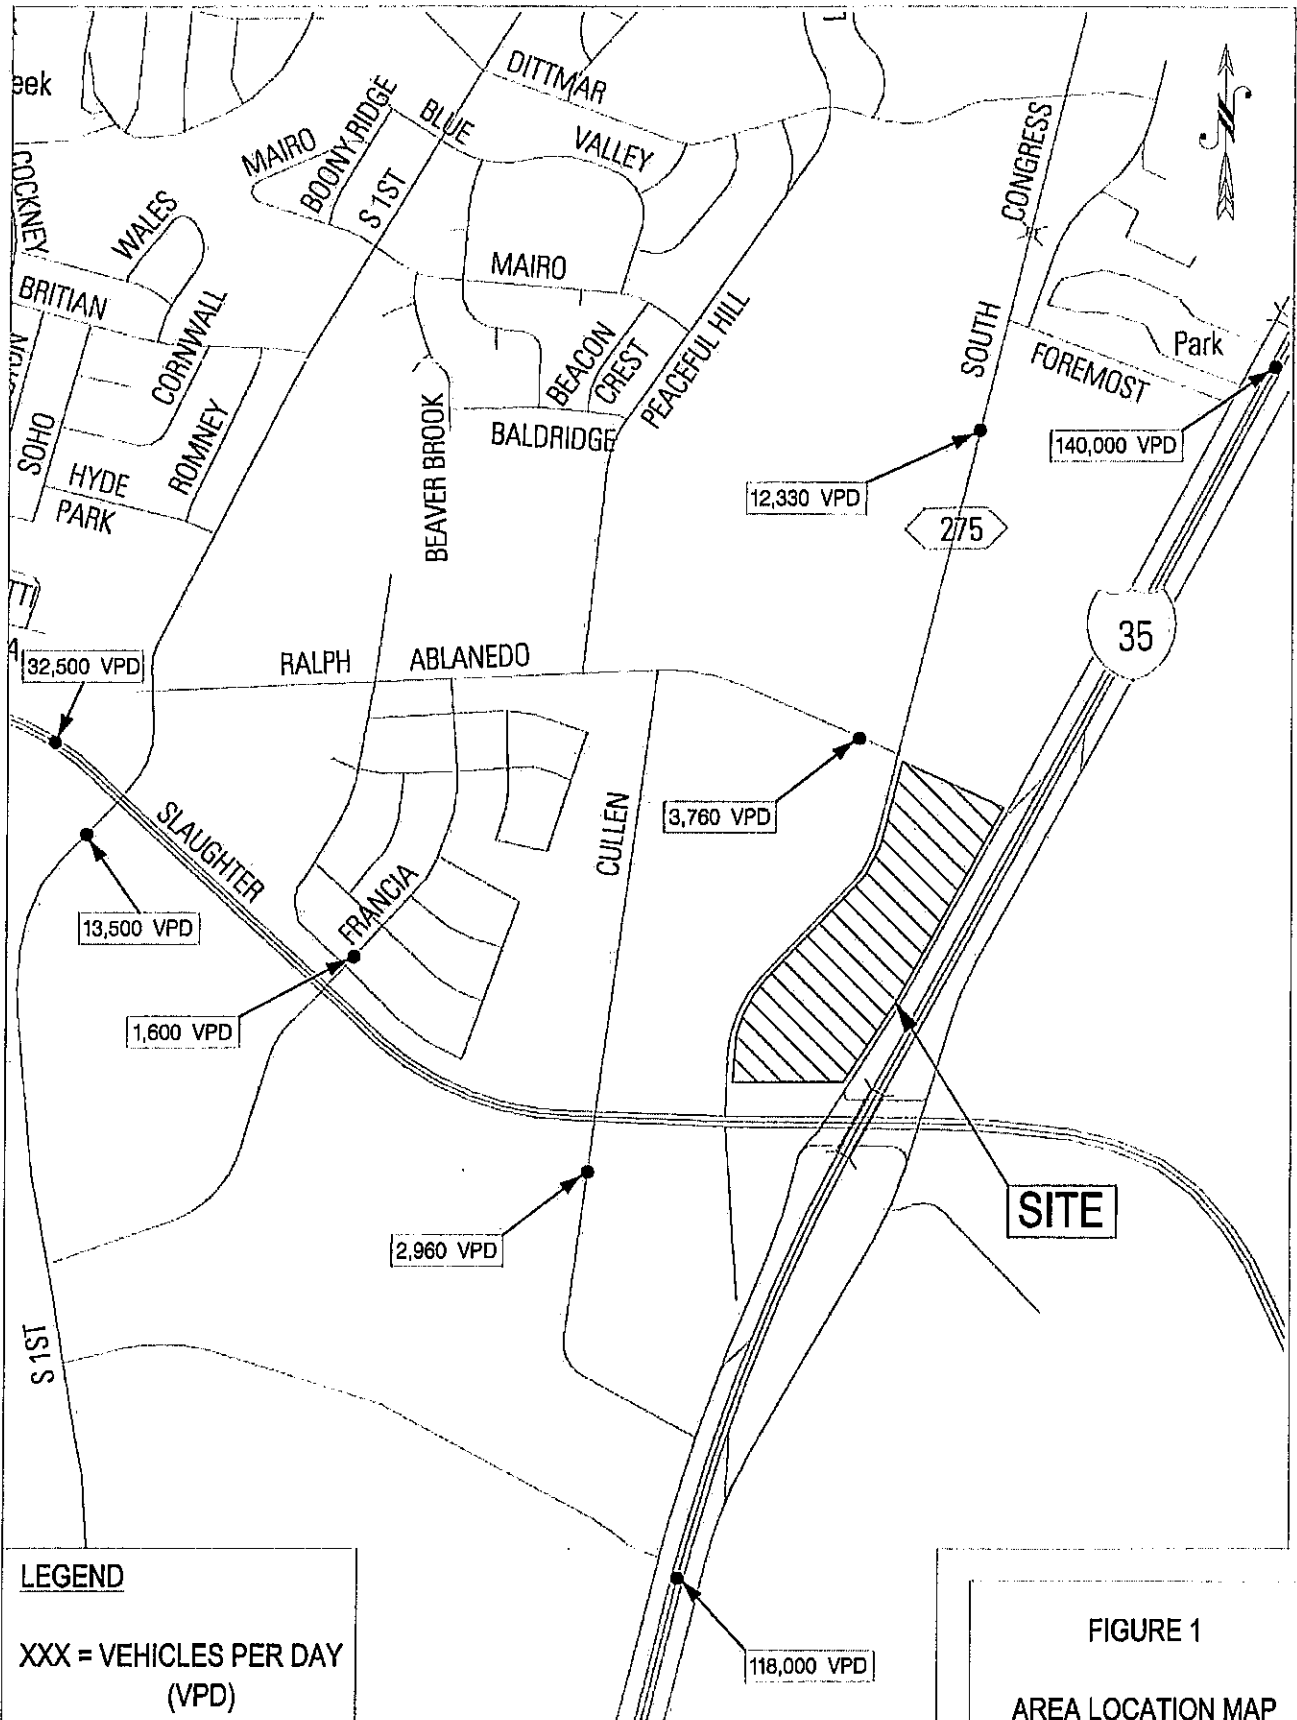 eek
DITTMAR
BOONY RIDGE
BLUE
MAIRO
VALLEY
CONGRESS
COCKNEY
WALES
S 1ST
MAIRO
BRITIAN
CORNWALL
BEACON
CREST
PEACEFUL HILL
SOUTH
Park
FOREMOST
SOHO
ROMNEY
BEAVER BROOK
BALDRIDGE
140,000 VPD
HYDE
PARK
12,330 VPD
275
35
32,500 VPD
RALPH ABLANEDO
SLAUGHTER
CULLEN
3,760 VPD
FRANCIA
13,500 VPD
1,600 VPD
SITE
2,960 VPD
S 1ST
118,000 VPD
LEGEND
XXX = VEHICLES PER DAY
(VPD)
FIGURE 1
AREA LOCATION MAP